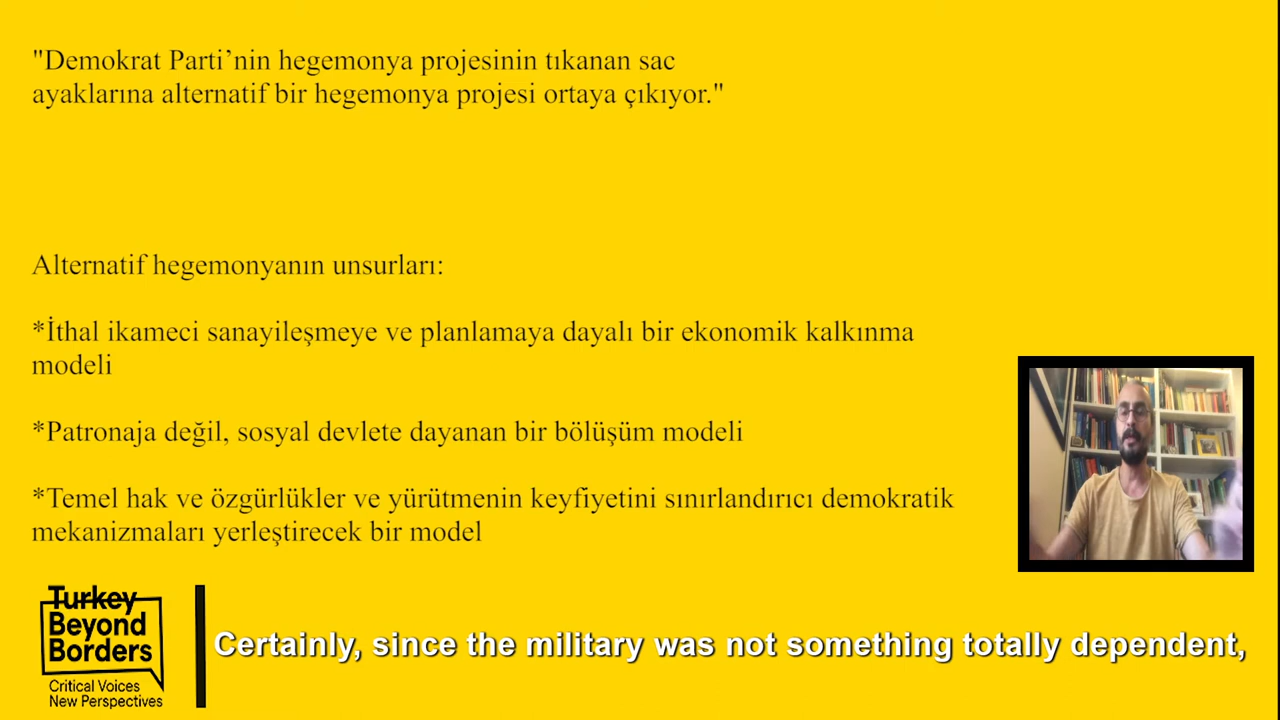 "Demokrat Parti’nin hegemonya projesinin tıkanan sac
ayaklarına alternatif bir hegemonya projesi ortaya çıkıyor."
Alternatif hegemonyanın unsurları:
*İthal ikameci sanayileşmeye ve planlamaya dayalı bir ekonomik kalkınma
modeli
*Patronaja değil, sosyal devlete dayanan bir bölüşüm modeli
*Temel hak ve özgürlükler ve yürütmenin keyfiyetini sınırlandırıcı demokratik
mekanizmaları yerleştirecek bir model
Turkey
Beyond
Borders
Critical Voices
New Perspectives
Certainly, since the military was not something totally dependent,